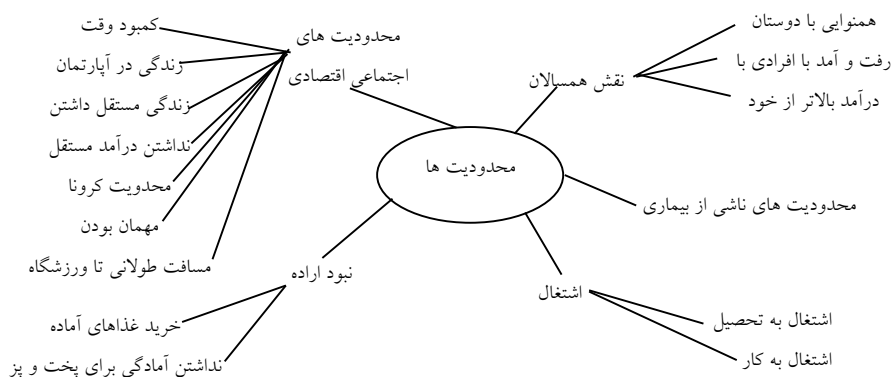 محدودیت ها
نقش همسالان
همنوایی با دوستان
رفت و آمد با افرادی با
درآمد بالاتر از خود
محدودیت های ناشی از بیماری
اشتغال
اشتغال به تحصیل
اشتغال به کار
محدودیت های
اجتماعی اقتصادی
کمبود وقت
زندگی در آپارتمان
زندگی مستقل داشتن
نداشتن درآمد مستقل
محدویت کرونا
مهمان بودن
مسافت طولانی تا ورزشگاه
نبود اراده
خرید غذاهای آماده
نداشتن آمادگی برای پخت و پز